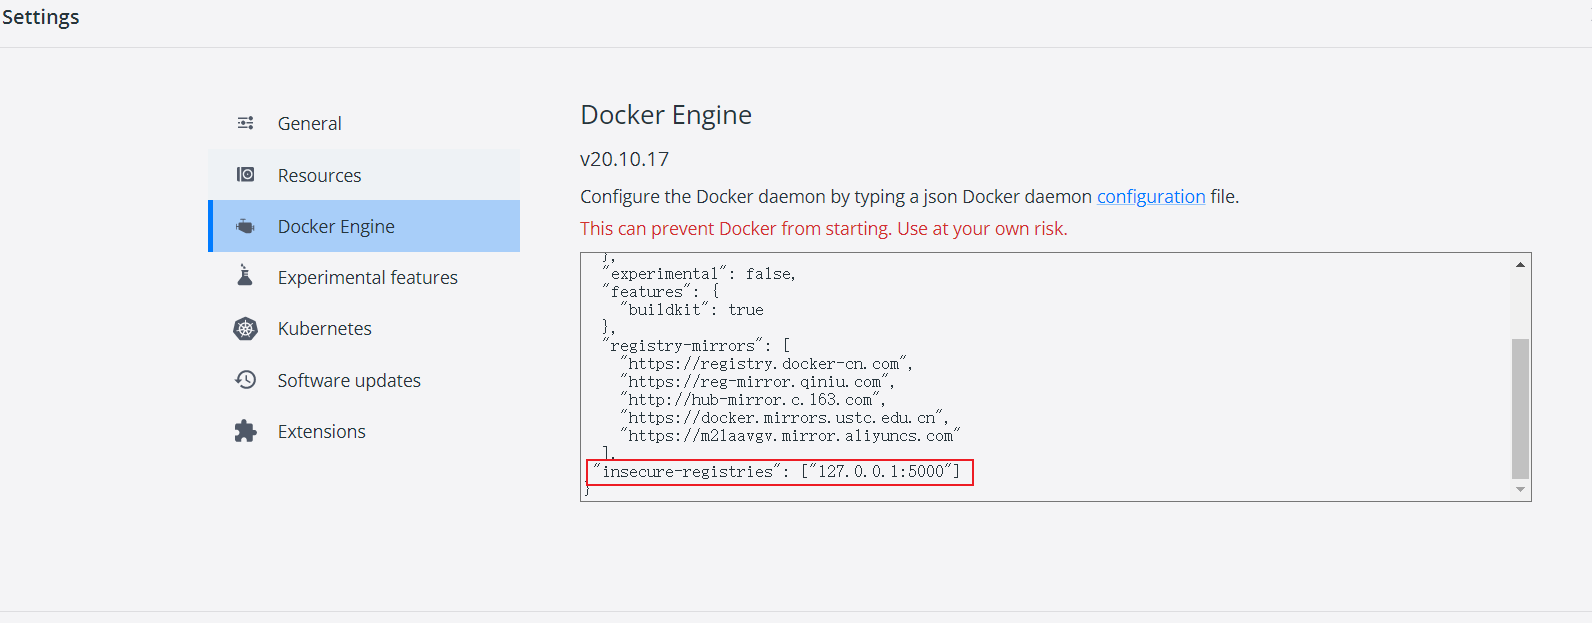 Settings
General
Resources
Docker Engine
Experimental features
Kubernetes
Software updates
Extensions
Docker Engine
v20.10.17
Configure the Docker daemon by typing a json Docker daemon configuration file.
This can prevent Docker from starting. Use at your own risk.
},
"experimental": false,
"features": {
"buildkit": true
},
"registry-mirrors": [
"https://registry.docker-cn.com",
"https://reg-mirror.qiniu.com",
"http://hub-mirror.c.163.com",
"https://docker.mirrors.ustc.edu.cn",
"https://m21aavgv.mirror.aliyuncs.com"
],
"insecure-registries": ["127.0.0.1:5000"]
}